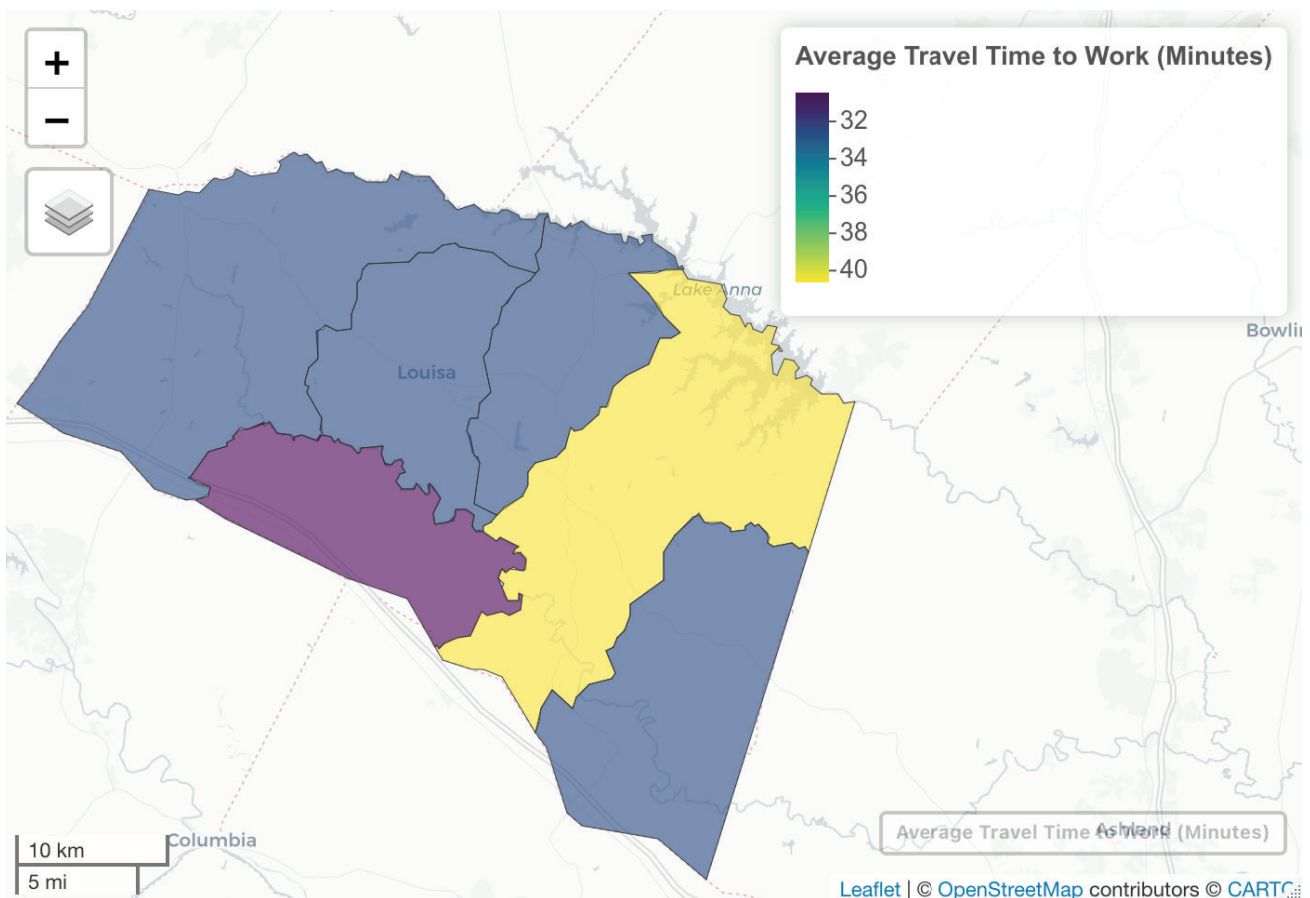 +
−
Average Travel Time to Work (Minutes)
32
34
36
38
40
Lake Anna
Bowlin
Louisa
Columbia
Ashland
Average Travel Time to Work (Minutes)
10 km
5 mi
Leaflet | © OpenStreetMap contributors © CARTO